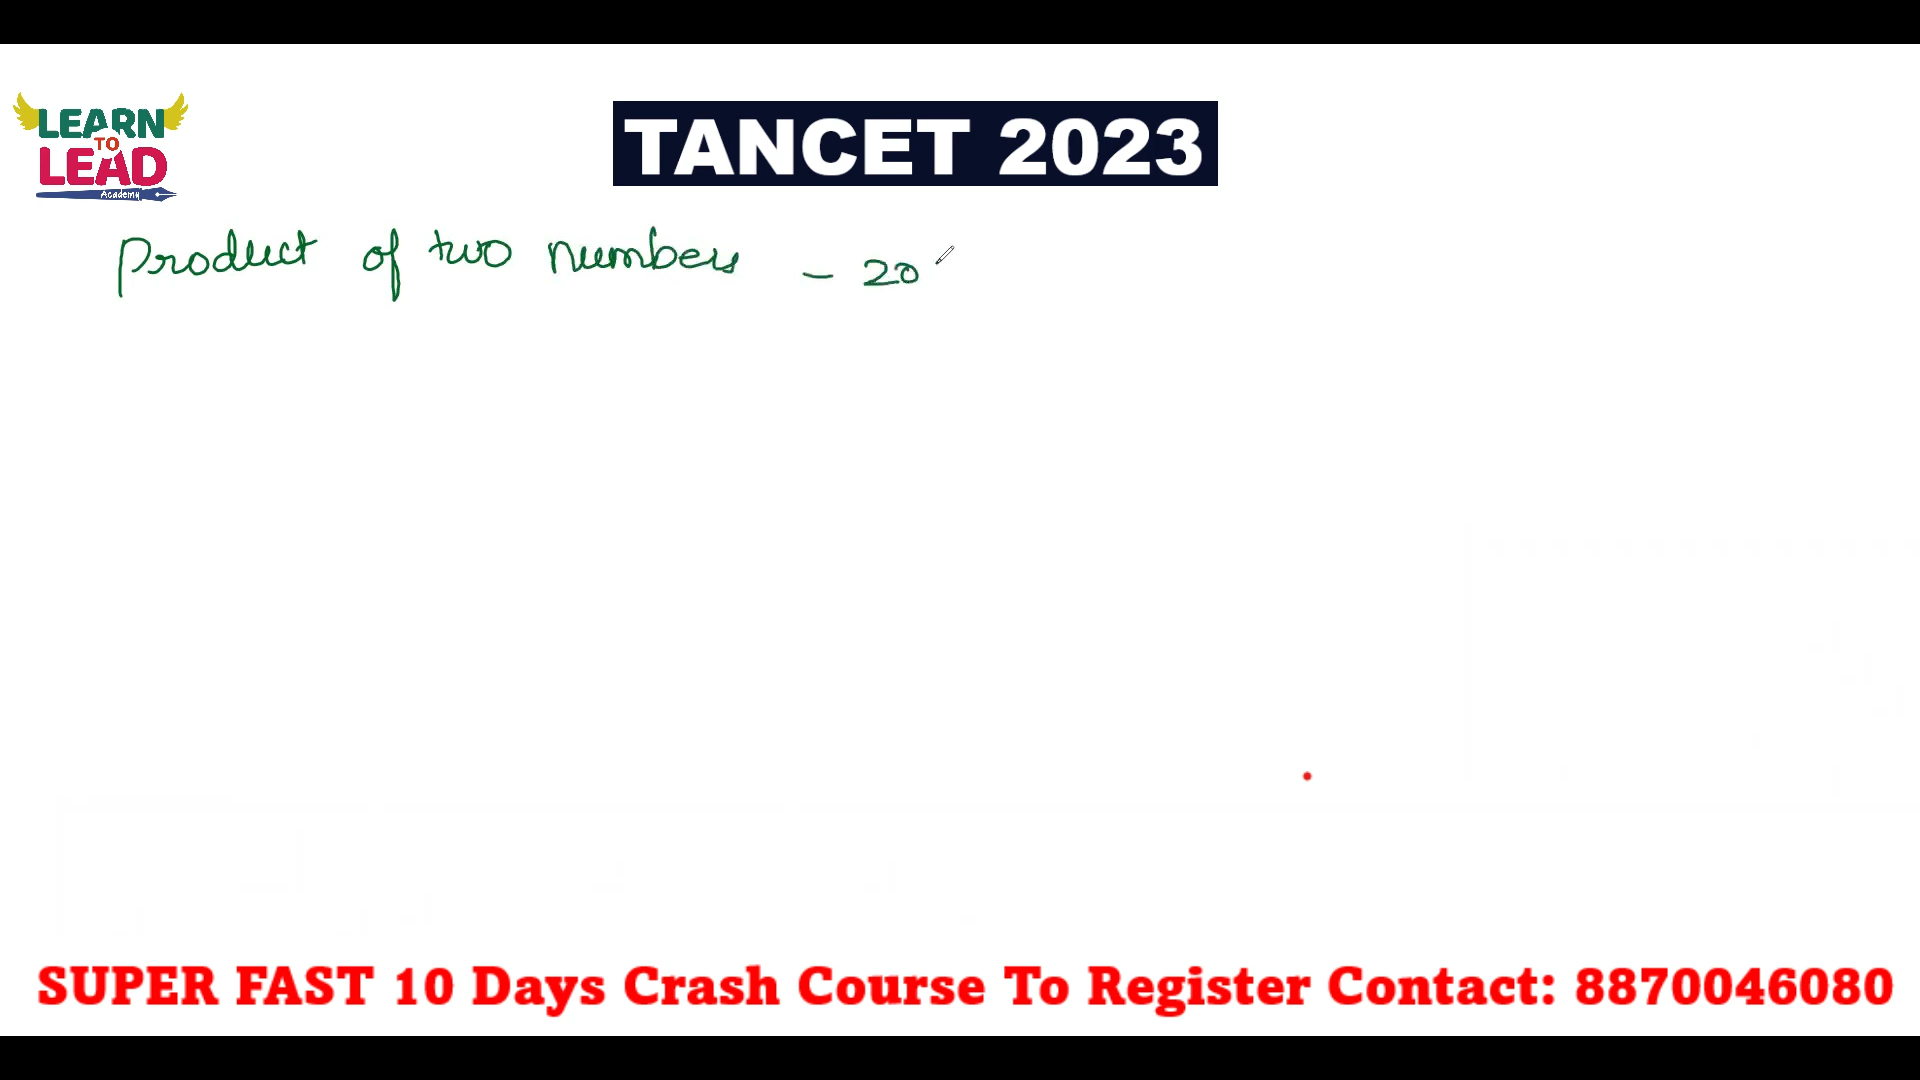 LEARN
TO
LEAD
Academy
TANCET 2023
Product of two numbers - 20
SUPER FAST 10 Days Crash Course To Register Contact: 8870046080